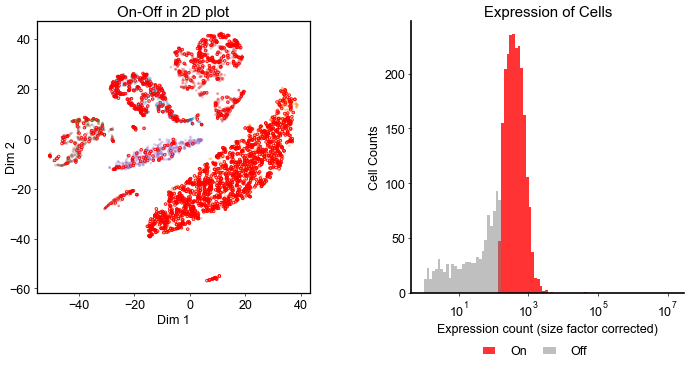 On-Off in 2D plot
Dim 2
40
20
0
−20
−40
−60
−40
−20
0
20
40
Dim 1
Expression of Cells
Cell Counts
200
150
100
50
0
10^1
10^3
10^5
10^7
Expression count (size factor corrected)
On
Off